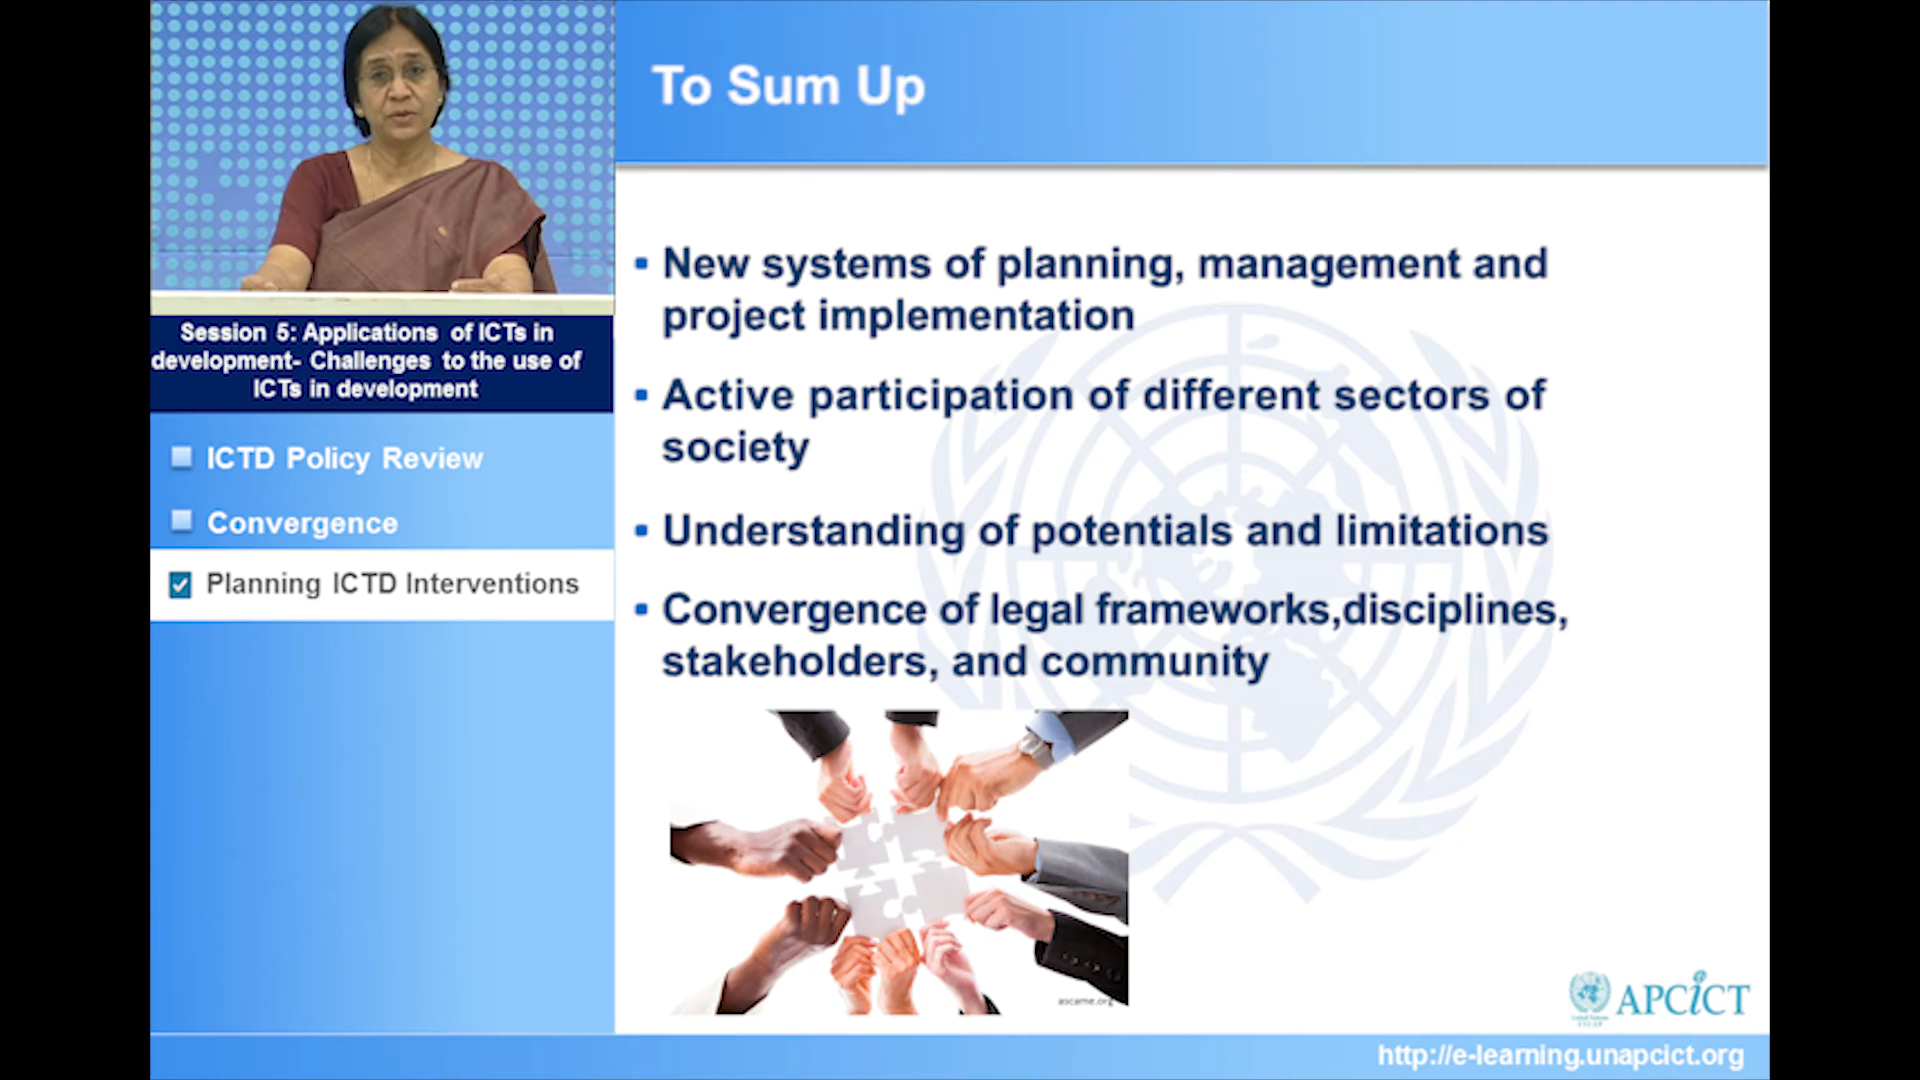 To Sum Up
Session 5: Applications of ICTs in
development- Challenges to the use of
ICTs in development
ICTD Policy Review
Convergence
Planning ICTD Interventions
▪ New systems of planning, management and
project implementation
▪ Active participation of different sectors of
society
▪ Understanding of potentials and limitations
▪ Convergence of legal frameworks,disciplines,
stakeholders, and community
ascame.org
APCiCT
http://e-learning.unapcict.org